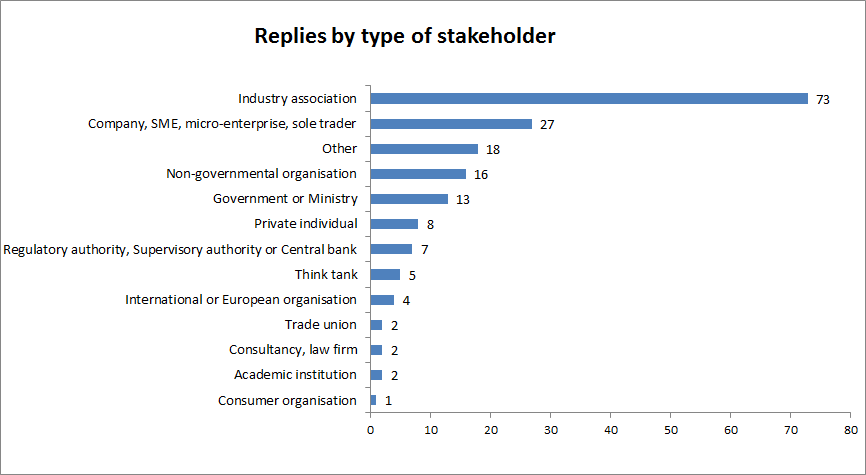 Replies by type of stakeholder
Industry association 73
Company, SME, micro-enterprise, sole trader 27
Other 18
Non-governmental organisation 16
Government or Ministry 13
Private individual 8
Regulatory authority, Supervisory authority or Central bank 7
Think tank 5
International or European organisation 4
Trade union 2
Consultancy, law firm 2
Academic institution 2
Consumer organisation 1
0 10 20 30 40 50 60 70 80